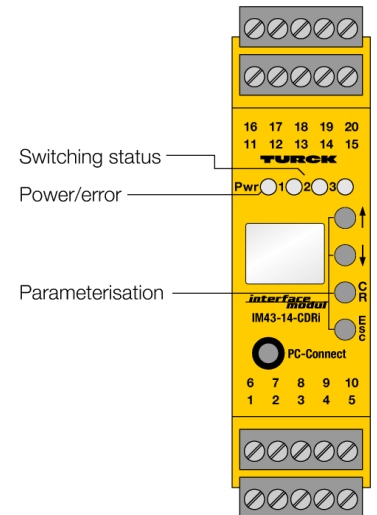 16 17 18 19 20
11 12 13 14 15
TURCK
Switching status
Power/error
Pwr 1 2 3
Parameterisation
CR
interface
modul
IM43-14-CDRi
Esc
PC-Connect
6 7 8 9 10
1 2 3 4 5